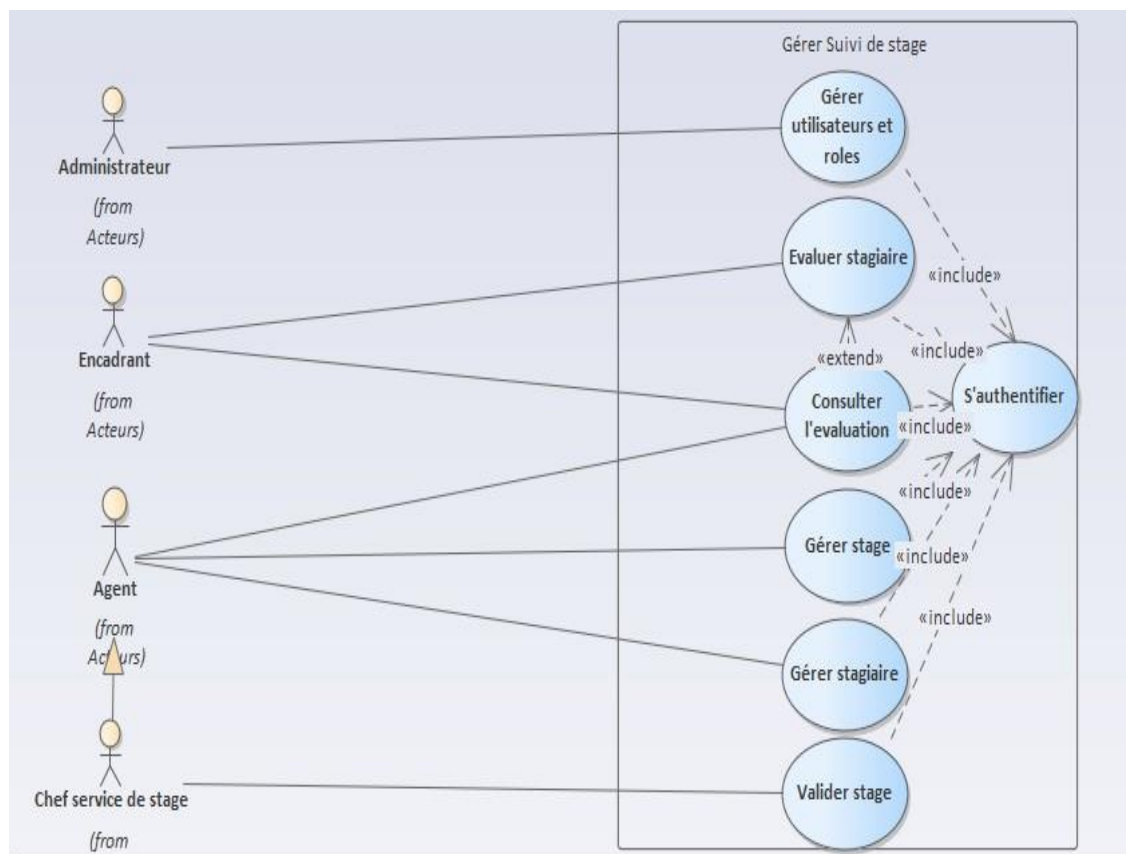 Gérer Suivi de stage
Gérer
utilisateurs et
roles
Administrateur
(from
Acteurs)
Evaluer stagiaire
«include»
Encadrant
(from
Acteurs)
«extend»
«include»
S'authentifier
Consulter
l'evaluation
«include»
«include»
Agent
(from
Acteurs)
Gérer stage
«include»
«include»
Gérer stagiaire
Chef service de stage
(from
Valider stage